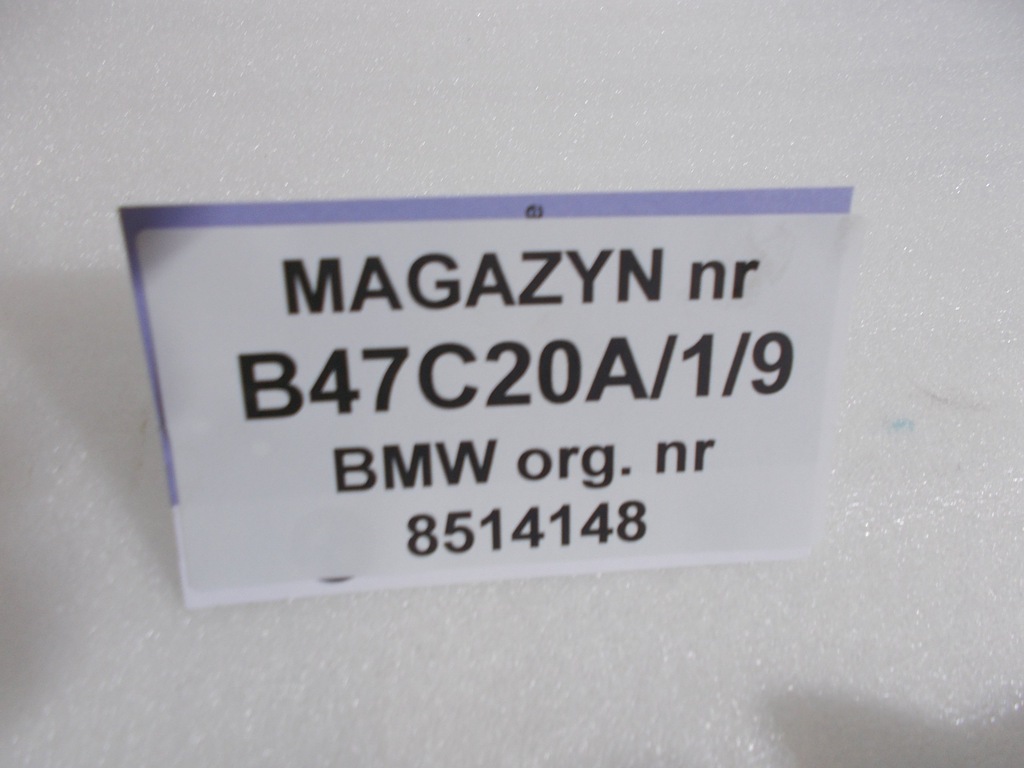 MAGAZYN nr
B47C20A/1/9
BMW org. nr
8514148